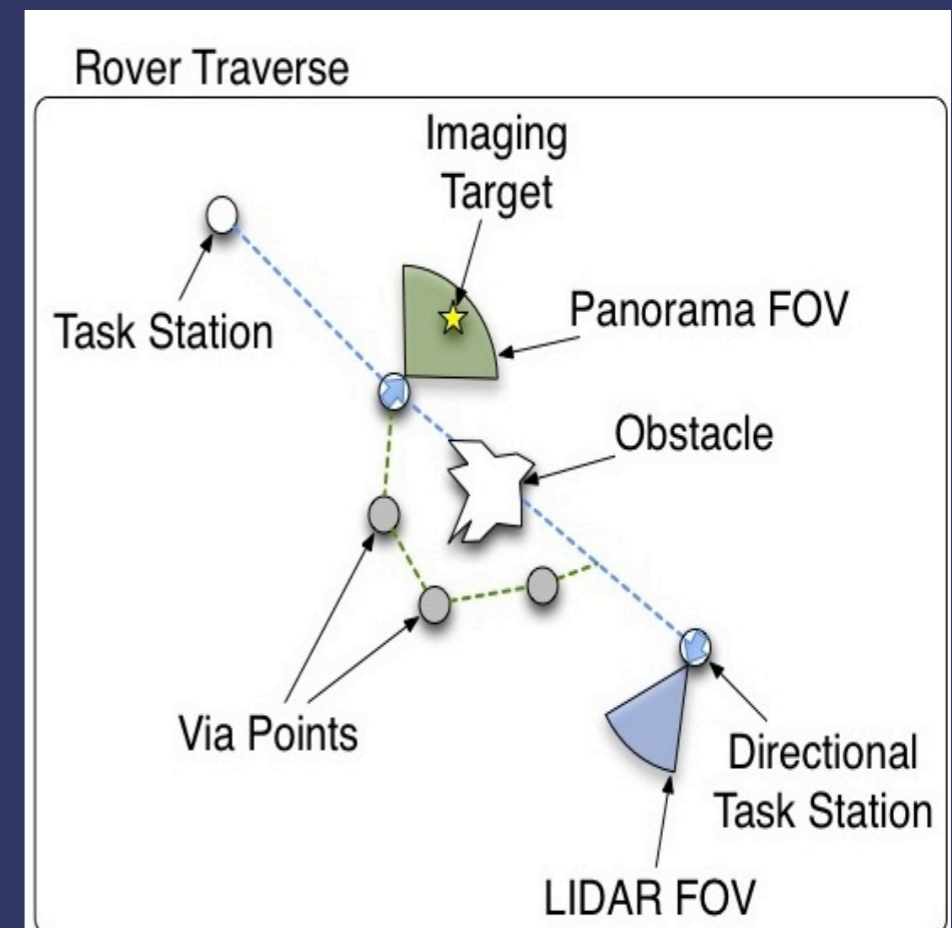 Rover Traverse
Imaging
Target
Task Station
Panorama FOV
Obstacle
Via Points
Directional
Task Station
LIDAR FOV